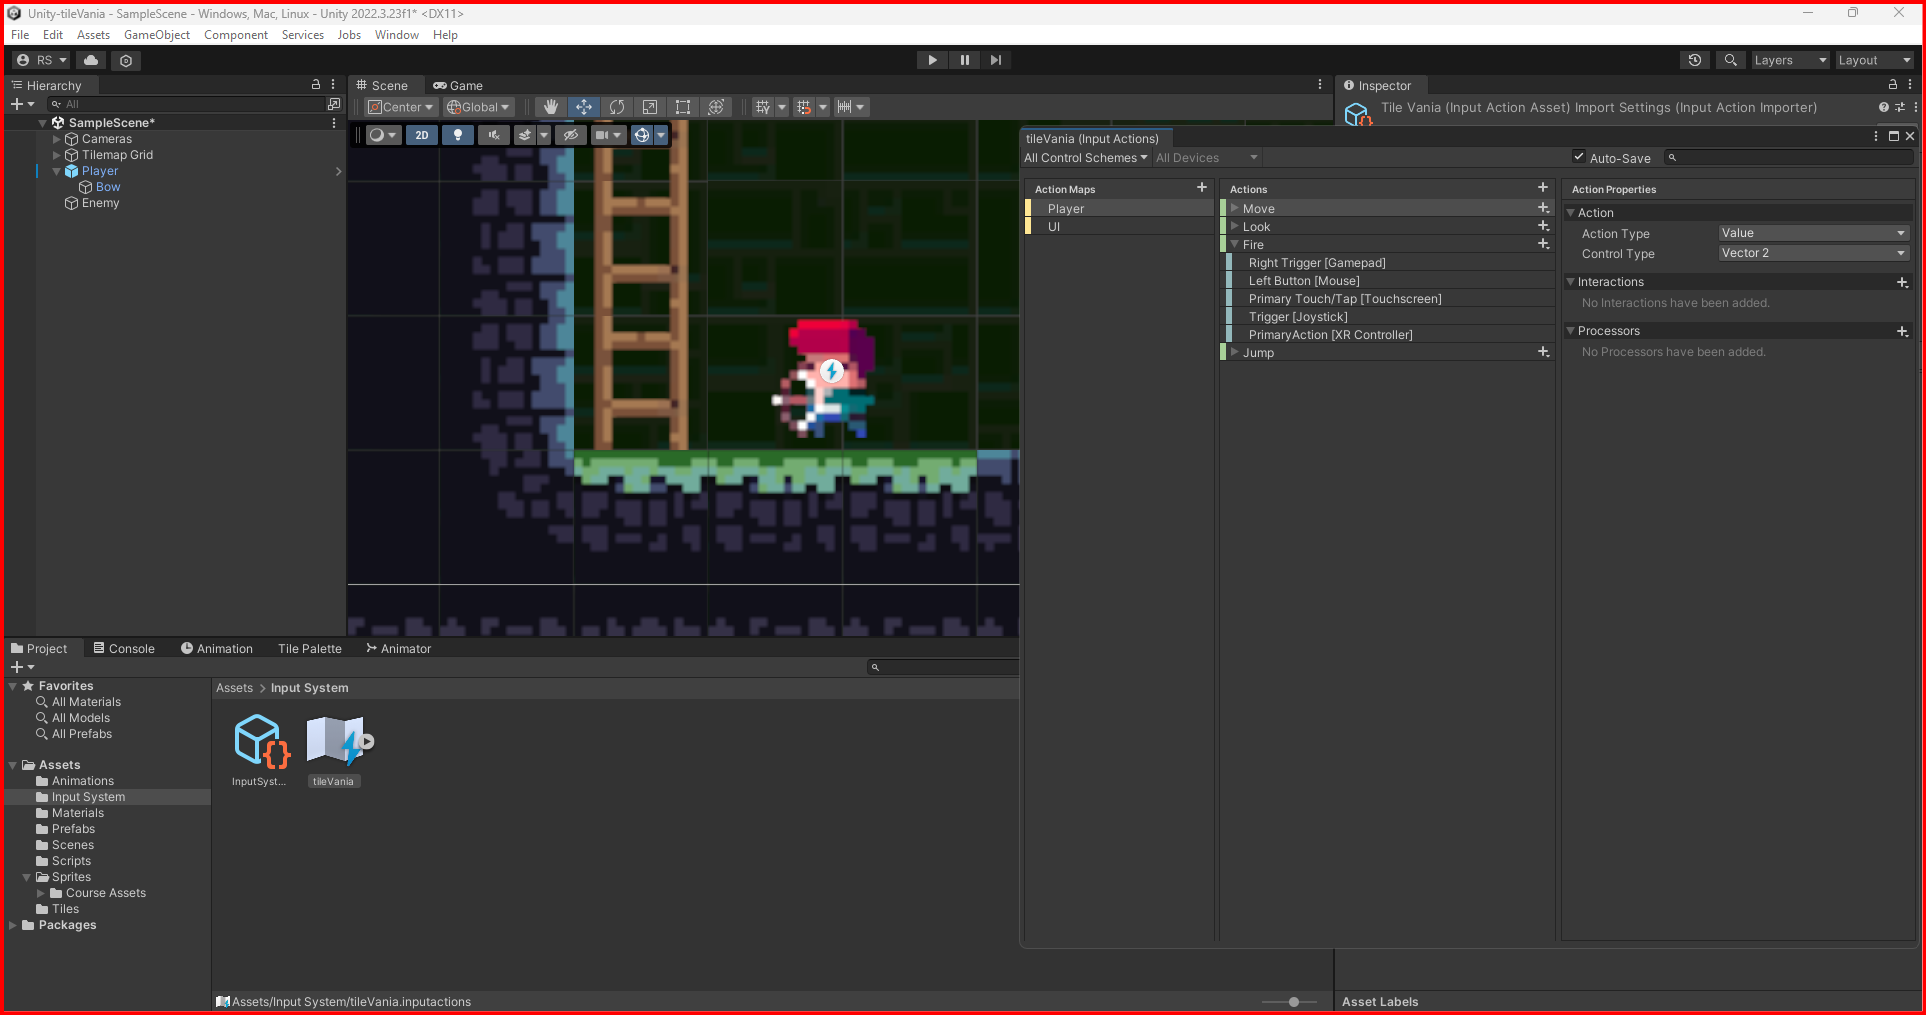 Unity-tileVania - SampleScene - Windows, Mac, Linux - Unity 2022.3.23f1* <DX11>
File Edit Assets GameObject Component Services Jobs Window Help
RS Layers Layout
Hierarchy
All
SampleScene*
Cameras
Tilemap Grid
Player
Bow
Enemy
Scene Game
Center Global
2D
Inspector
Tile Vania (Input Action Asset) Import Settings (Input Action Importer)
tileVania (Input Actions)
All Control Schemes All Devices Auto-Save
Action Maps
Player
UI
Actions
Move
Look
Fire
Right Trigger [Gamepad]
Left Button [Mouse]
Primary Touch/Tap [Touchscreen]
Trigger [Joystick]
PrimaryAction [XR Controller]
Jump
Action Properties
Action
Action Type Value
Control Type Vector 2
Interactions
No Interactions have been added.
Processors
No Processors have been added.
Project Console Animation Tile Palette Animator
Favorites
All Materials
All Models
All Prefabs
Assets
Animations
Input System
Materials
Prefabs
Scenes
Scripts
Sprites
Course Assets
Tiles
Packages
Assets > Input System
InputSyst...
tileVania
Assets/Input System/tileVania.inputactions
Asset Labels